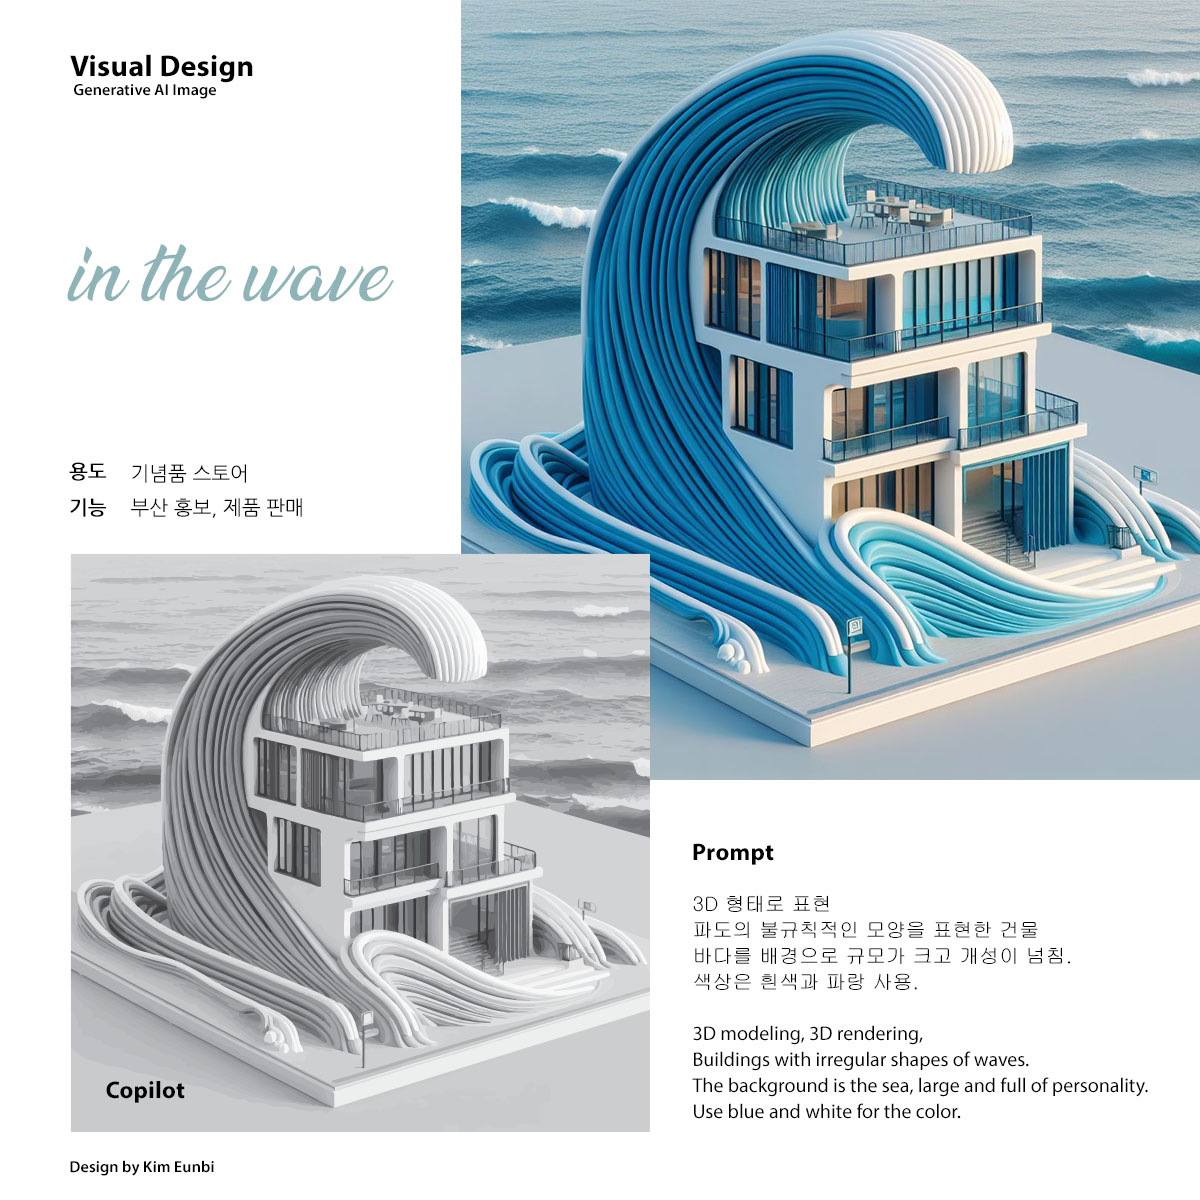 Visual Design
Generative AI Image
in the wave
용도 기념품 스토어
기능 부산 홍보, 제품 판매
Copilot
Prompt
3D 형태로 표현
파도의 불규칙적인 모양을 표현한 건물
바다를 배경으로 규모가 크고 개성이 넘침.
색상은 흰색과 파랑 사용.
3D modeling, 3D rendering,
Buildings with irregular shapes of waves.
The background is the sea, large and full of personality.
Use blue and white for the color.
Design by Kim Eunbi